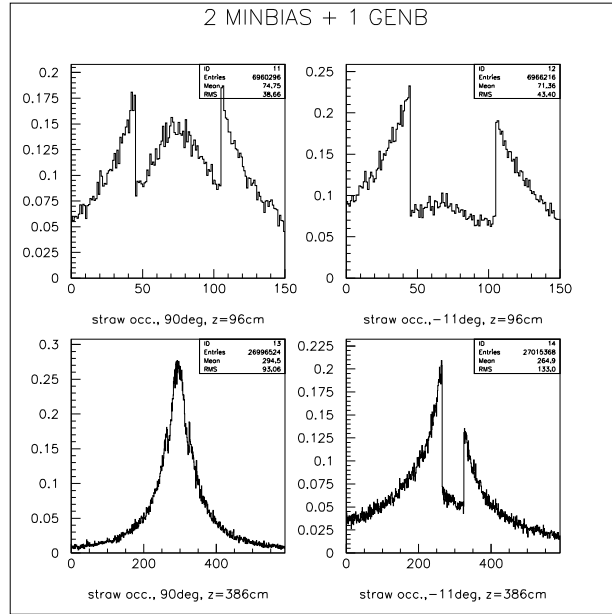 2 MINBIAS + 1 GENB
ID 11
Entries 6960296
Mean 74.75
RMS 38.66
0.2
0.175
0.15
0.125
0.1
0.075
0.05
0.025
0
0 50 100 150
straw occ., 90deg, z=96cm
ID 12
Entries 6966216
Mean 71.36
RMS 43.40
0.25
0.2
0.15
0.1
0.05
0
0 50 100 150
straw occ.,-11deg, z=96cm
ID 13
Entries 26996524
Mean 294.5
RMS 93.06
0.3
0.25
0.2
0.15
0.1
0.05
0
0 200 400
straw occ., 90deg, z=386cm
ID 14
Entries 27015368
Mean 264.9
RMS 133.0
0.225
0.2
0.175
0.15
0.125
0.1
0.075
0.05
0.025
0
0 200 400
straw occ.,-11deg, z=386cm